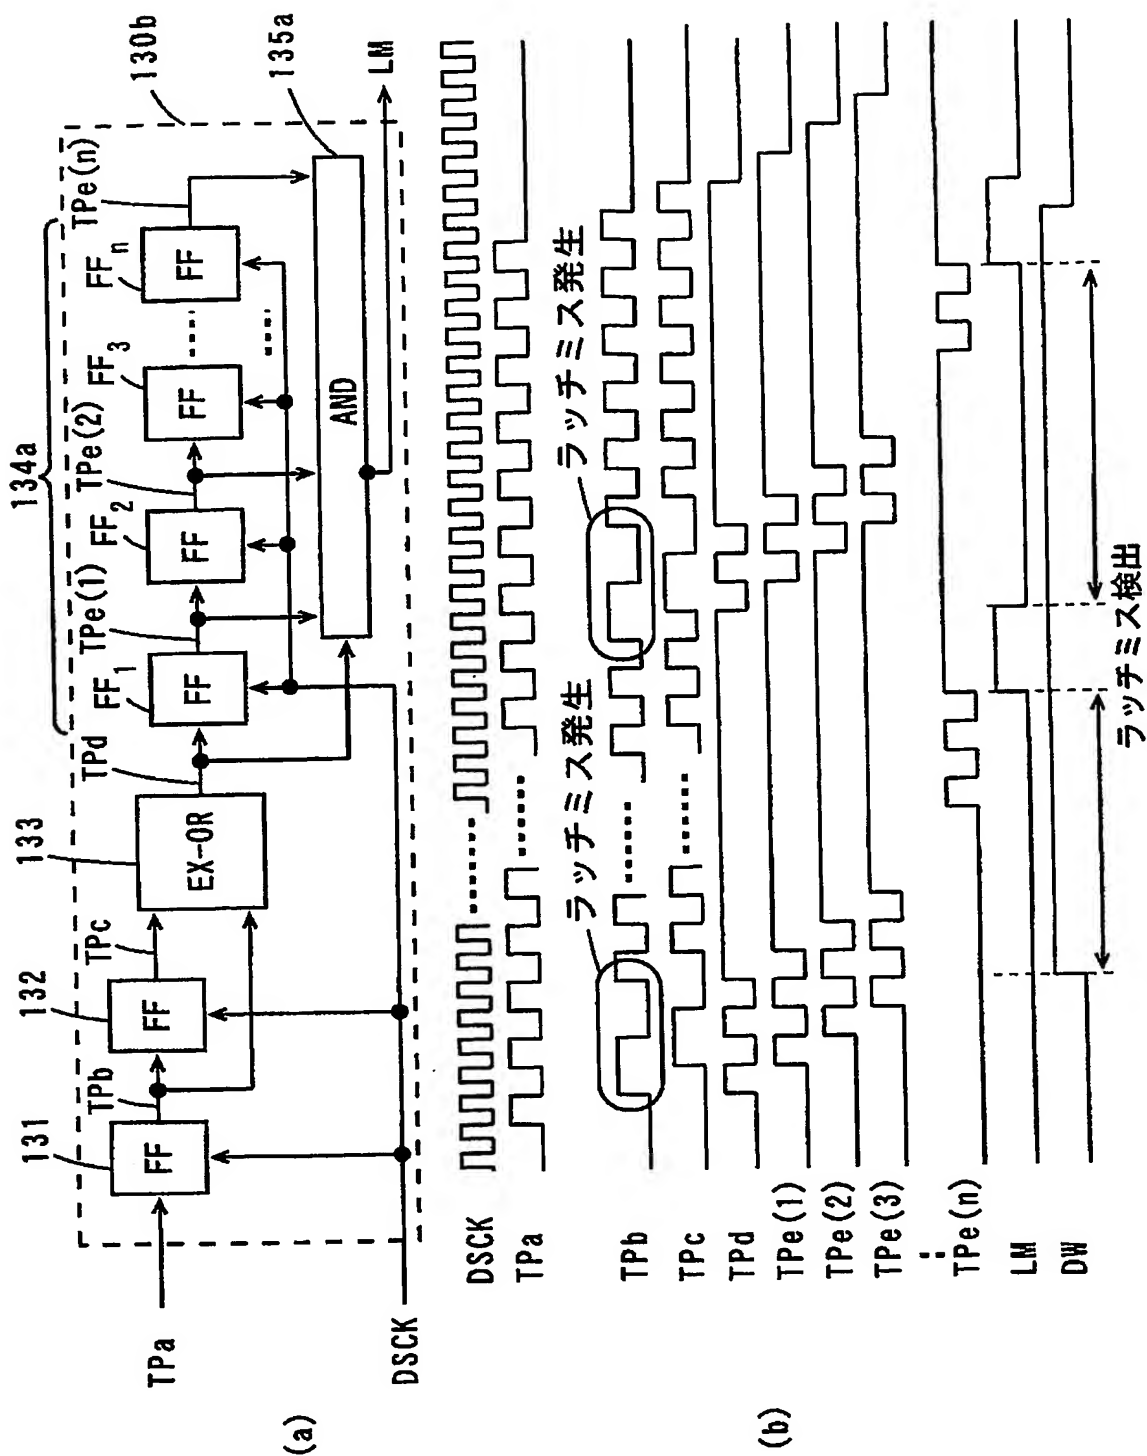 (a)
134a
130b
131
132
133
135a
FF1
FF2
FF3
FFn
TPa
TPb
TPc
TPd
TPe(1)
TPe(2)
TPe(n)
FF
FF
EX-OR
FF
FF
FF
FF
AND
LM
DSCK
(b)
DSCK
TPa
ラッチミス発生
ラッチミス発生
TPb
TPc
TPd
TPe(1)
TPe(2)
TPe(3)
TPe(n)
LM
DW
ラッチミス検出